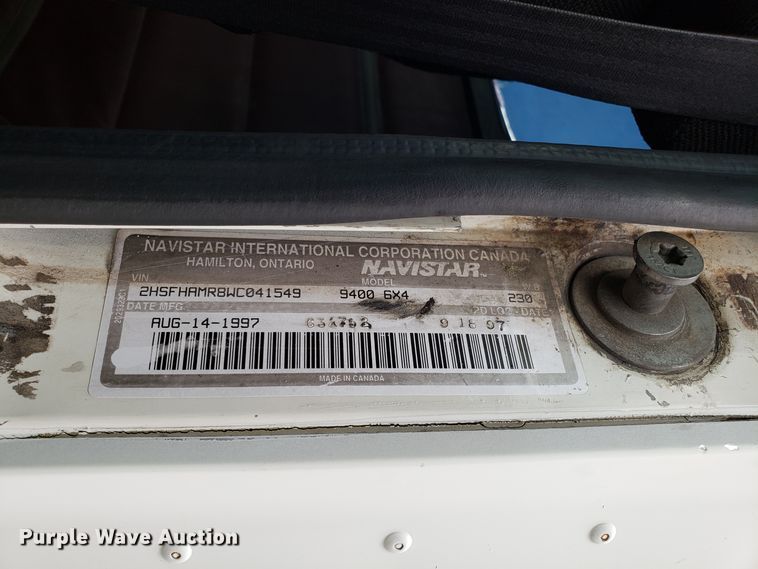 NAVISTAR INTERNATIONAL CORPORATION CANADA
HAMILTON, ONTARIO NAVISTAR
VIN MODEL
2HSFHAMR8WC041549 9400 6X4 230
DATE MFG
AUG-14-1997 9 18 97
MADE IN CANADA
Purple Wave Auction